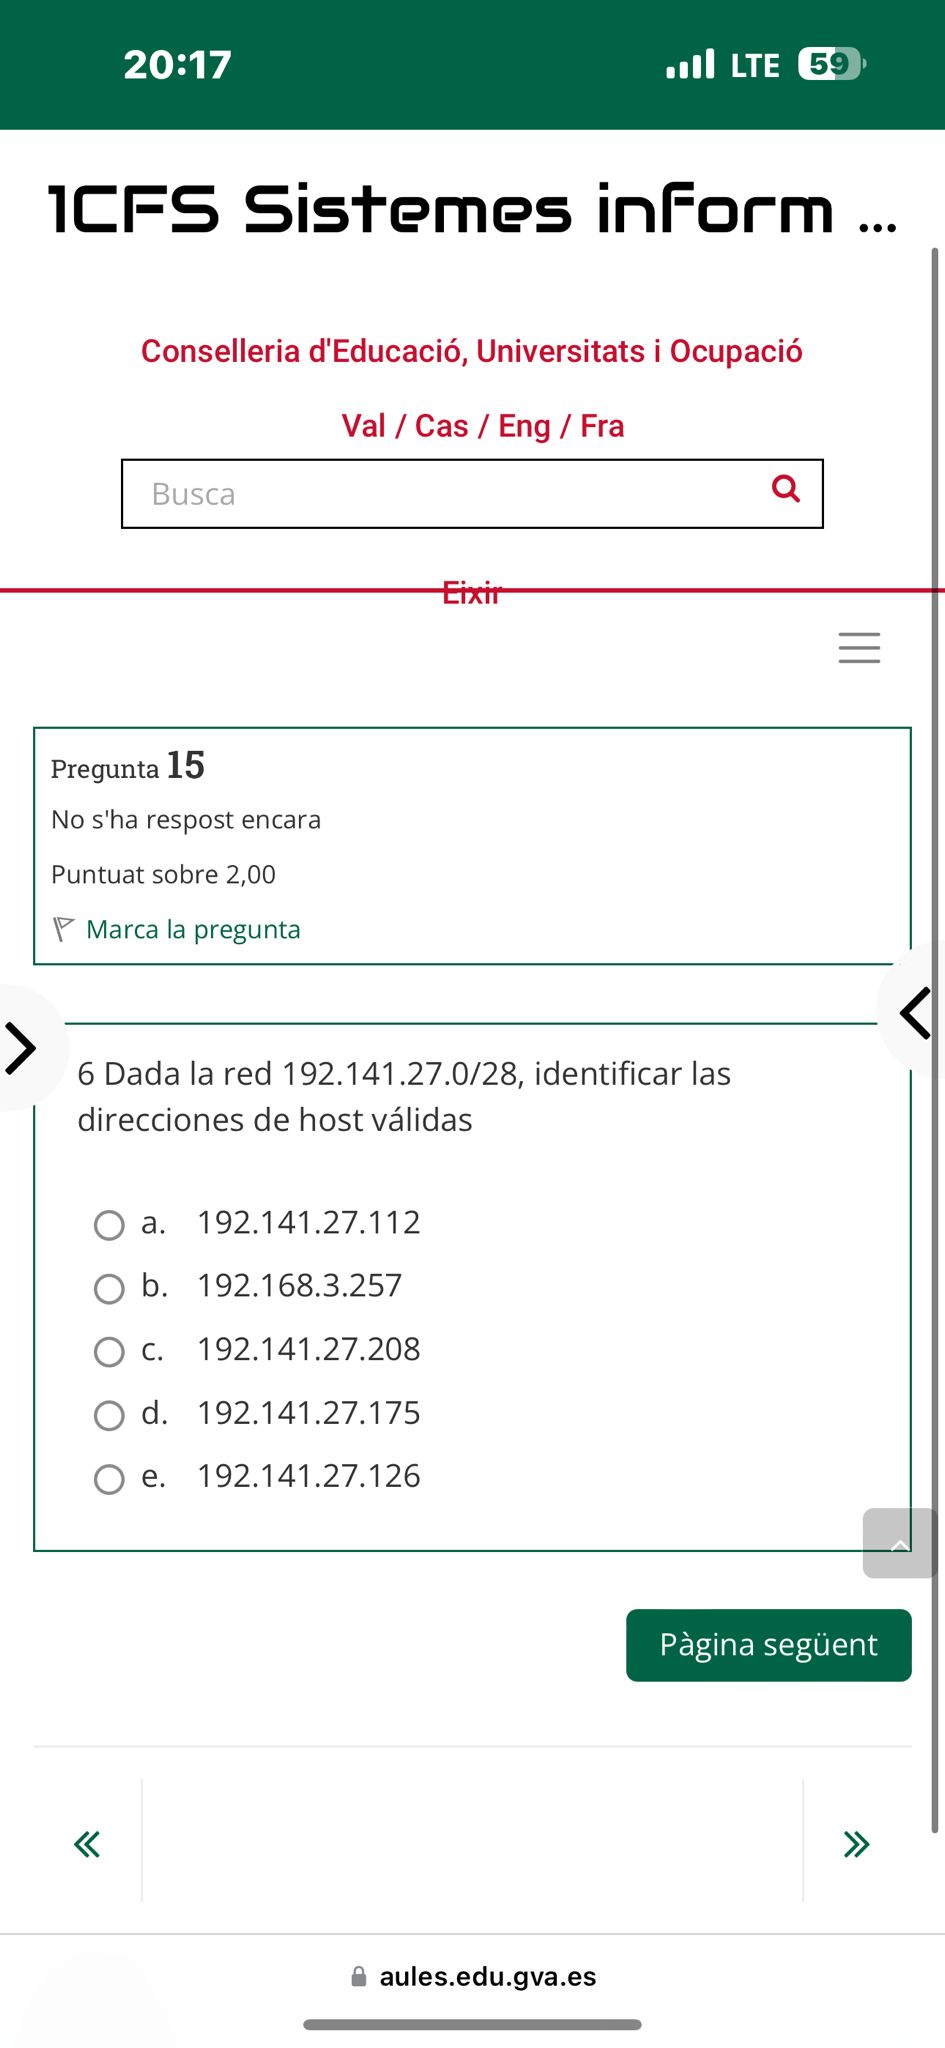 20:17
LTE 59
1CFS Sistemes inform ...
Conselleria d'Educació, Universitats i Ocupació
Val / Cas / Eng / Fra
Busca
Eixir
Pregunta 15
No s'ha respost encara
Puntuat sobre 2,00
Marca la pregunta
6 Dada la red 192.141.27.0/28, identificar las
direcciones de host válidas
a. 192.141.27.112
b. 192.168.3.257
c. 192.141.27.208
d. 192.141.27.175
e. 192.141.27.126
Pàgina següent
aules.edu.gva.es